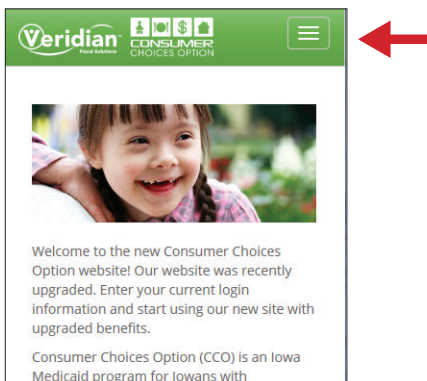 Veridian
Fiscal Solutions
CONSUMER
CHOICES OPTION
Welcome to the new Consumer Choices
Option website! Our website was recently
upgraded. Enter your current login
information and start using our new site with
upgraded benefits.
Consumer Choices Option (CCO) is an Iowa
Medicaid program for Iowans with